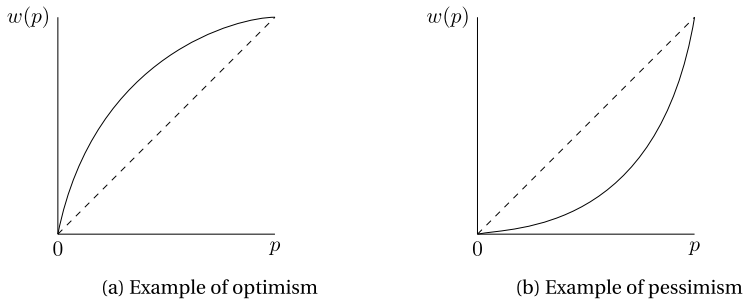 w(p)
0
p
(a) Example of optimism
w(p)
0
p
(b) Example of pessimism